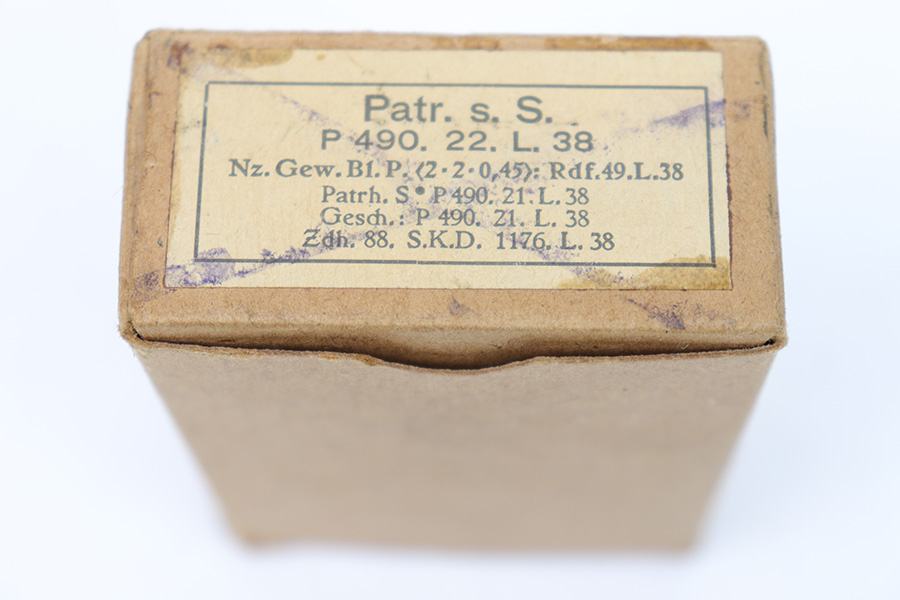 Patr. s. S.
P 490. 22. L. 38
Nz. Gew. Bl. P. (2·2·0,45): Rdf. 49. L. 38
Patrh. S* P 490. 21. L. 38
Gesch.: P 490. 21. L. 38
Zdh. 88. S.K.D. 1176. L. 38